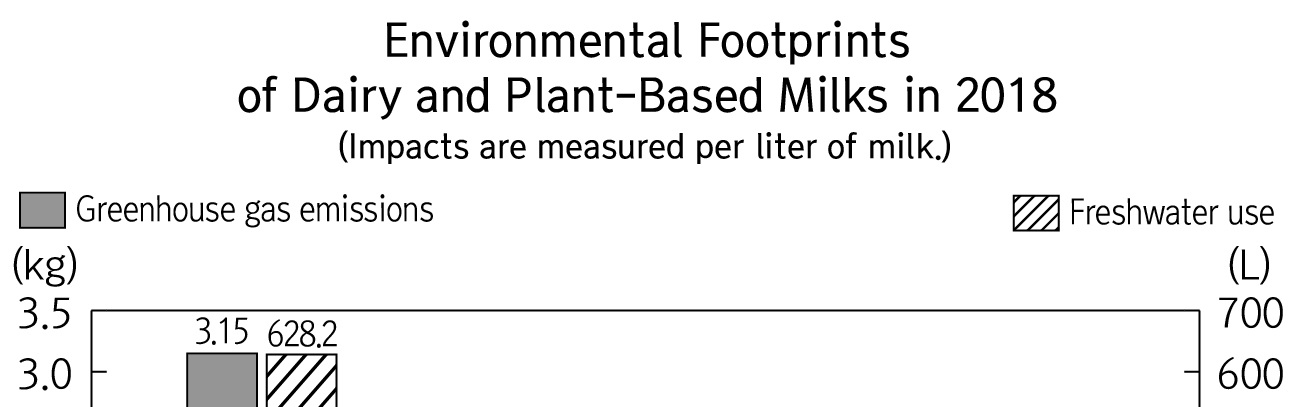 Environmental Footprints
of Dairy and Plant-Based Milks in 2018
(Impacts are measured per liter of milk.)
Greenhouse gas emissions
Freshwater use
(kg)
(L)
3.5
700
3.15
628.2
3.0
600